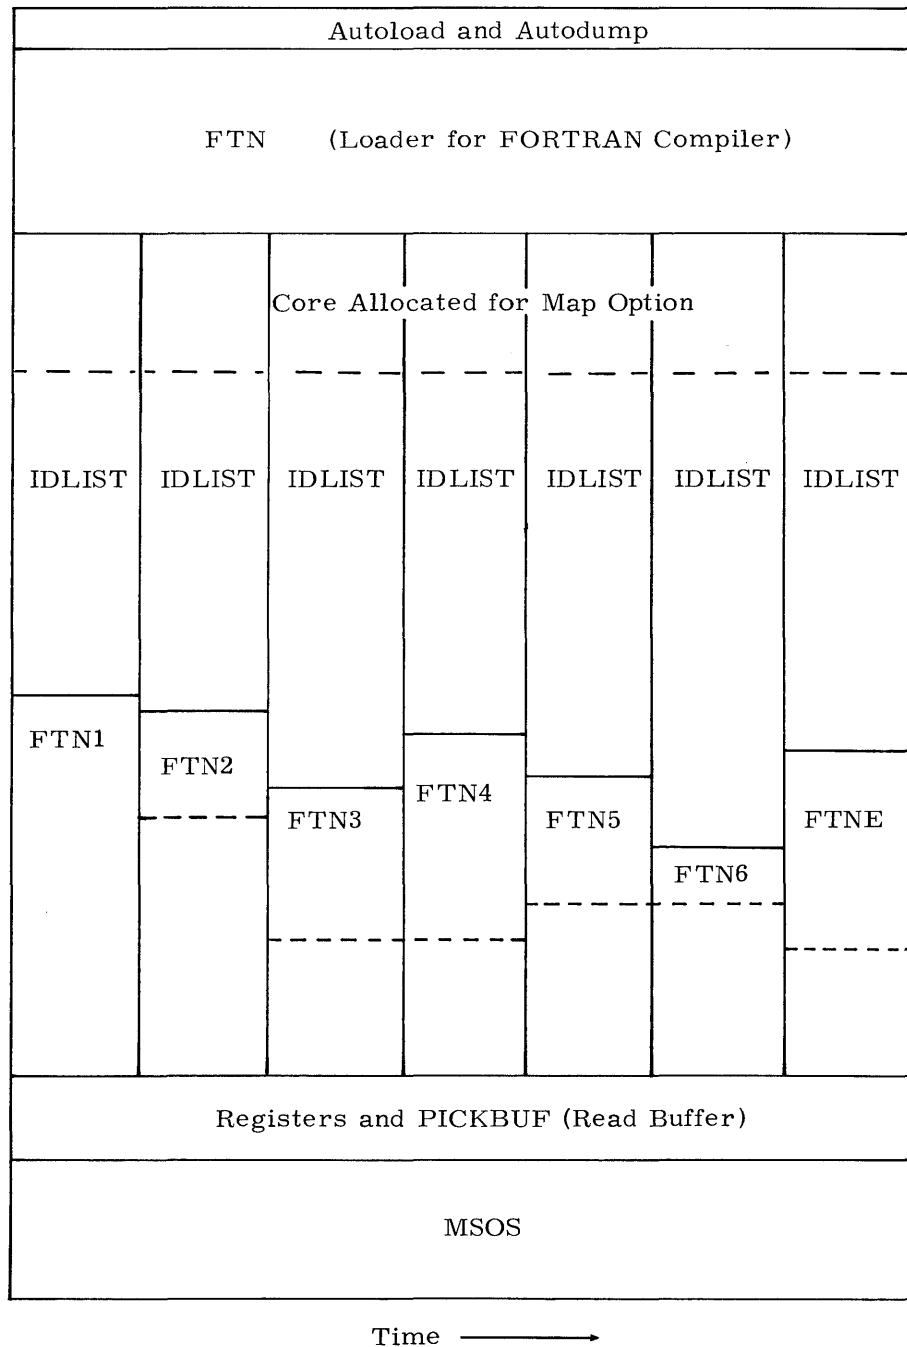 Autoload and Autodump
FTN (Loader for FORTRAN Compiler)
Core Allocated for Map Option
IDLIST IDLIST IDLIST IDLIST IDLIST IDLIST IDLIST
FTN1
FTN2
FTN3
FTN4
FTN5
FTN6
FTNE
Registers and PICKBUF (Read Buffer)
MSOS
Time